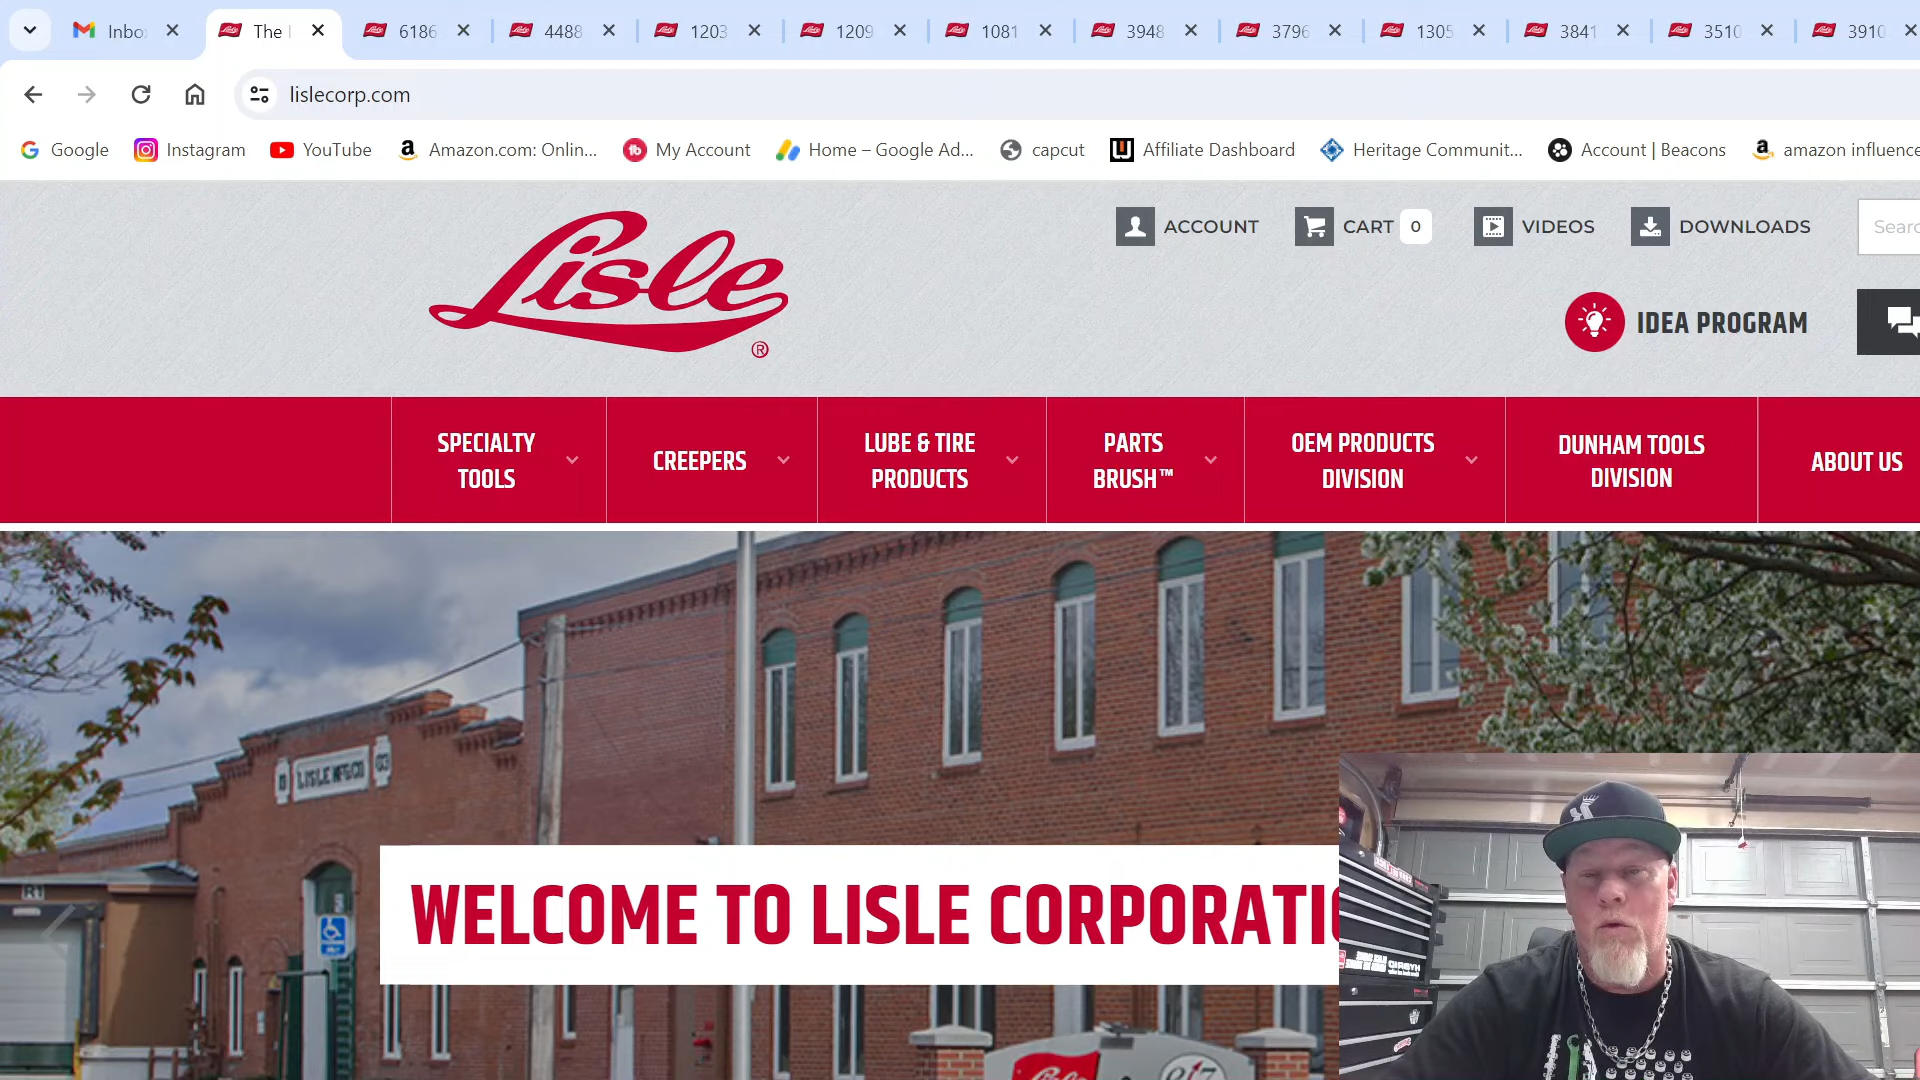 Inbo
The
6186
4488
1203
1209
1081
3948
3796
1305
3841
3510
3910
lislecorp.com
Google
Instagram
YouTube
Amazon.com: Onlin...
My Account
Home – Google Ad...
capcut
Affiliate Dashboard
Heritage Communit...
Account | Beacons
amazon influence
Lisle
®
ACCOUNT
CART 0
VIDEOS
DOWNLOADS
Searc
IDEA PROGRAM
SPECIALTY
TOOLS
CREEPERS
LUBE & TIRE
PRODUCTS
PARTS
BRUSH™
OEM PRODUCTS
DIVISION
DUNHAM TOOLS
DIVISION
ABOUT US
LISLE MFG CO
03
R1
WELCOME TO LISLE CORPORATIO